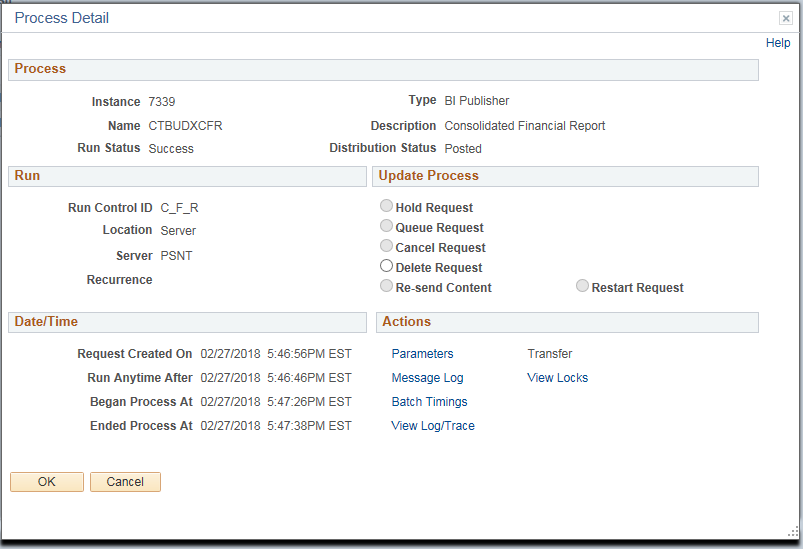 Process Detail
Help
Process
Instance 7339 Type BI Publisher
Name CTBUDXCFR Description Consolidated Financial Report
Run Status Success Distribution Status Posted
Run Update Process
Run Control ID C_F_R Hold Request
Location Server Queue Request
Server PSNT Cancel Request
Recurrence Delete Request
Re-send Content Restart Request
Date/Time Actions
Request Created On 02/27/2018 5:46:56PM EST Parameters Transfer
Run Anytime After 02/27/2018 5:46:46PM EST Message Log View Locks
Began Process At 02/27/2018 5:47:26PM EST Batch Timings
Ended Process At 02/27/2018 5:47:38PM EST View Log/Trace
OK Cancel